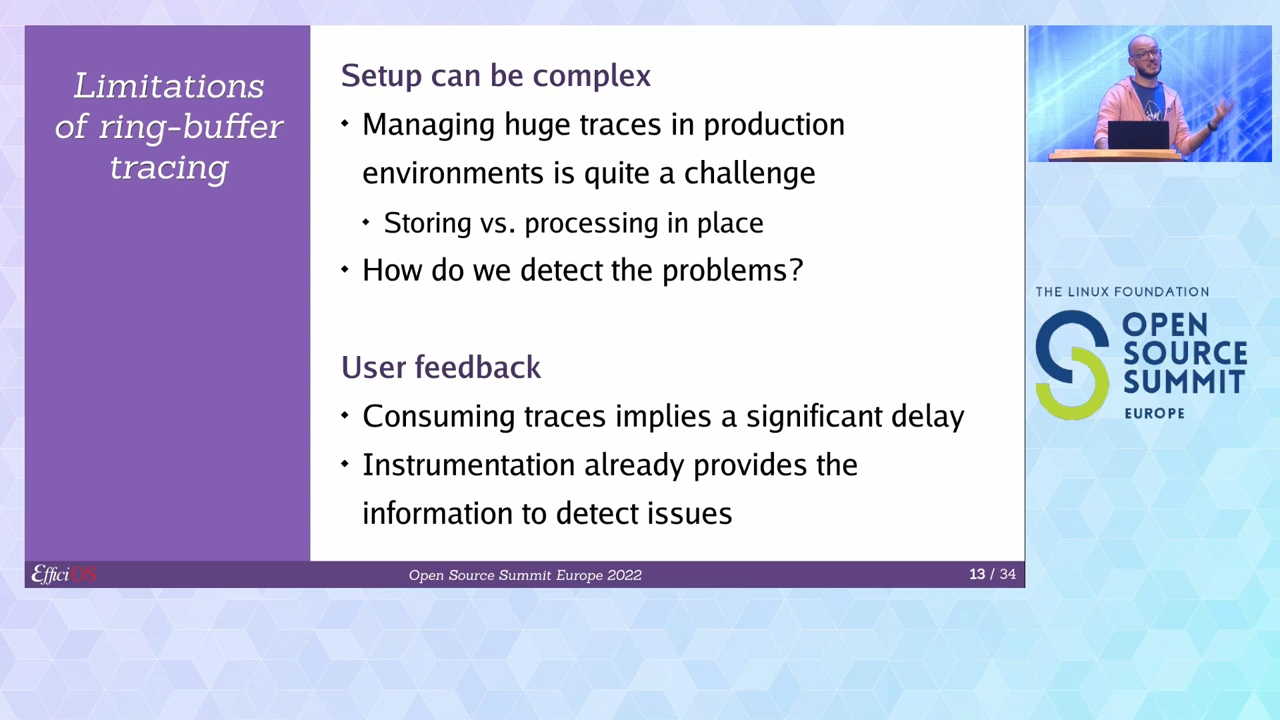 Limitations
of ring-buffer
tracing
Setup can be complex
Managing huge traces in production
environments is quite a challenge
Storing vs. processing in place
How do we detect the problems?
User feedback
Consuming traces implies a significant delay
Instrumentation already provides the
information to detect issues
EfficiOS
Open Source Summit Europe 2022
13 / 34
THE LINUX FOUNDATION
OPEN
SOURCE
SUMMIT
EUROPE